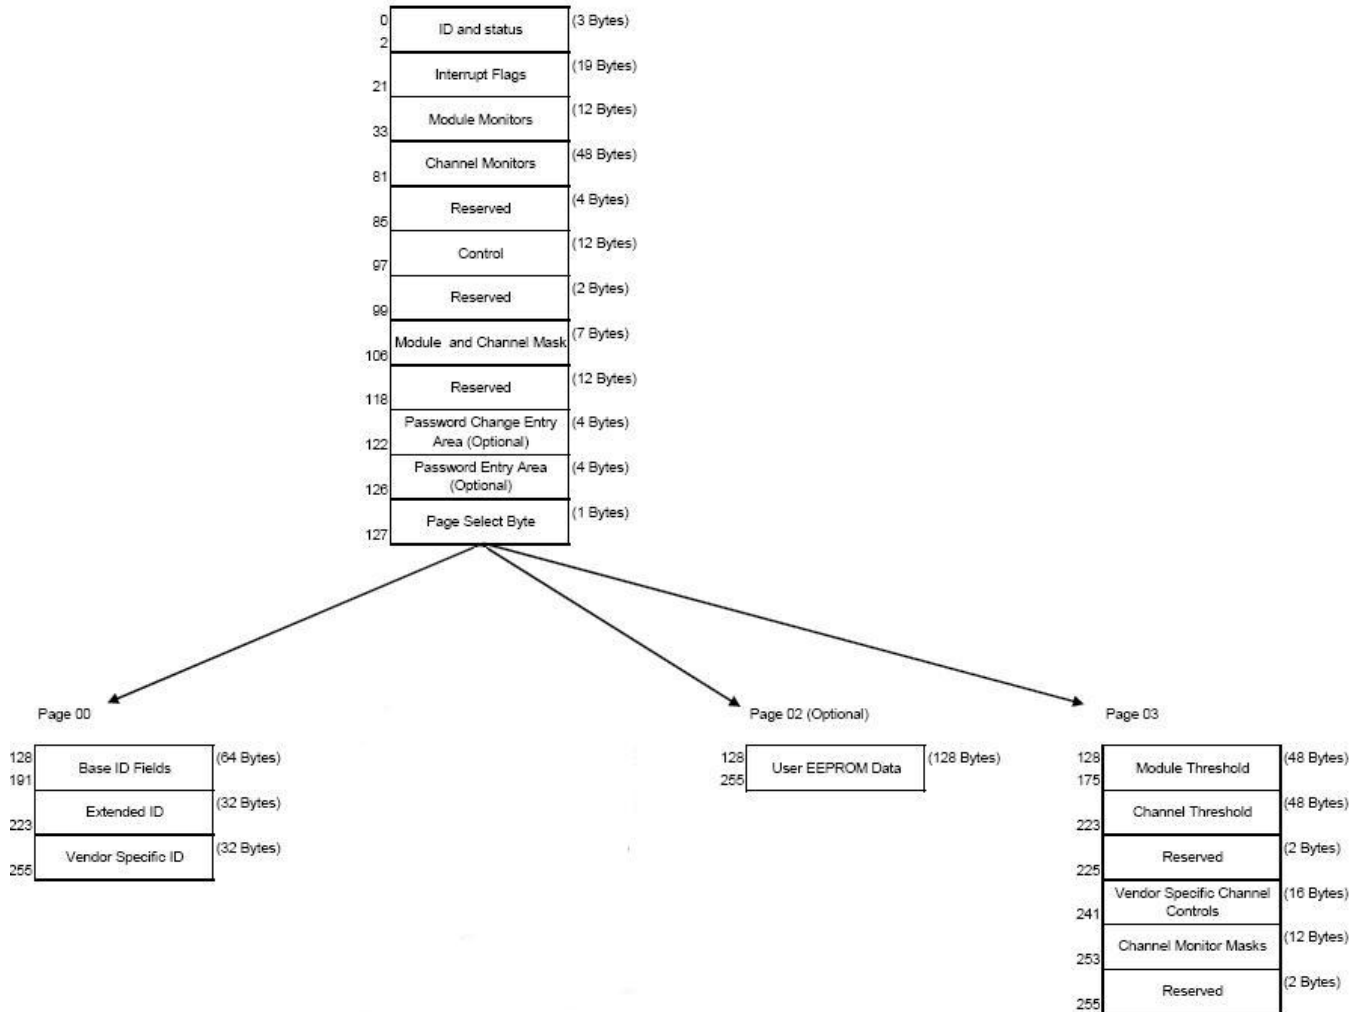 0
ID and status
(3 Bytes)
2
Interrupt Flags
(19 Bytes)
21
Module Monitors
(12 Bytes)
33
Channel Monitors
(48 Bytes)
81
Reserved
(4 Bytes)
85
Control
(12 Bytes)
97
Reserved
(2 Bytes)
99
Module and Channel Mask
(7 Bytes)
106
Reserved
(12 Bytes)
118
Password Change Entry
Area (Optional)
(4 Bytes)
122
Password Entry Area
(Optional)
(4 Bytes)
126
Page Select Byte
(1 Bytes)
127
Page 00
128
Base ID Fields
(64 Bytes)
191
Extended ID
(32 Bytes)
223
Vendor Specific ID
(32 Bytes)
255
Page 02 (Optional)
128
User EEPROM Data
(128 Bytes)
255
Page 03
128
Module Threshold
(48 Bytes)
175
Channel Threshold
(48 Bytes)
223
Reserved
(2 Bytes)
225
Vendor Specific Channel
Controls
(16 Bytes)
241
Channel Monitor Masks
(12 Bytes)
253
Reserved
(2 Bytes)
255